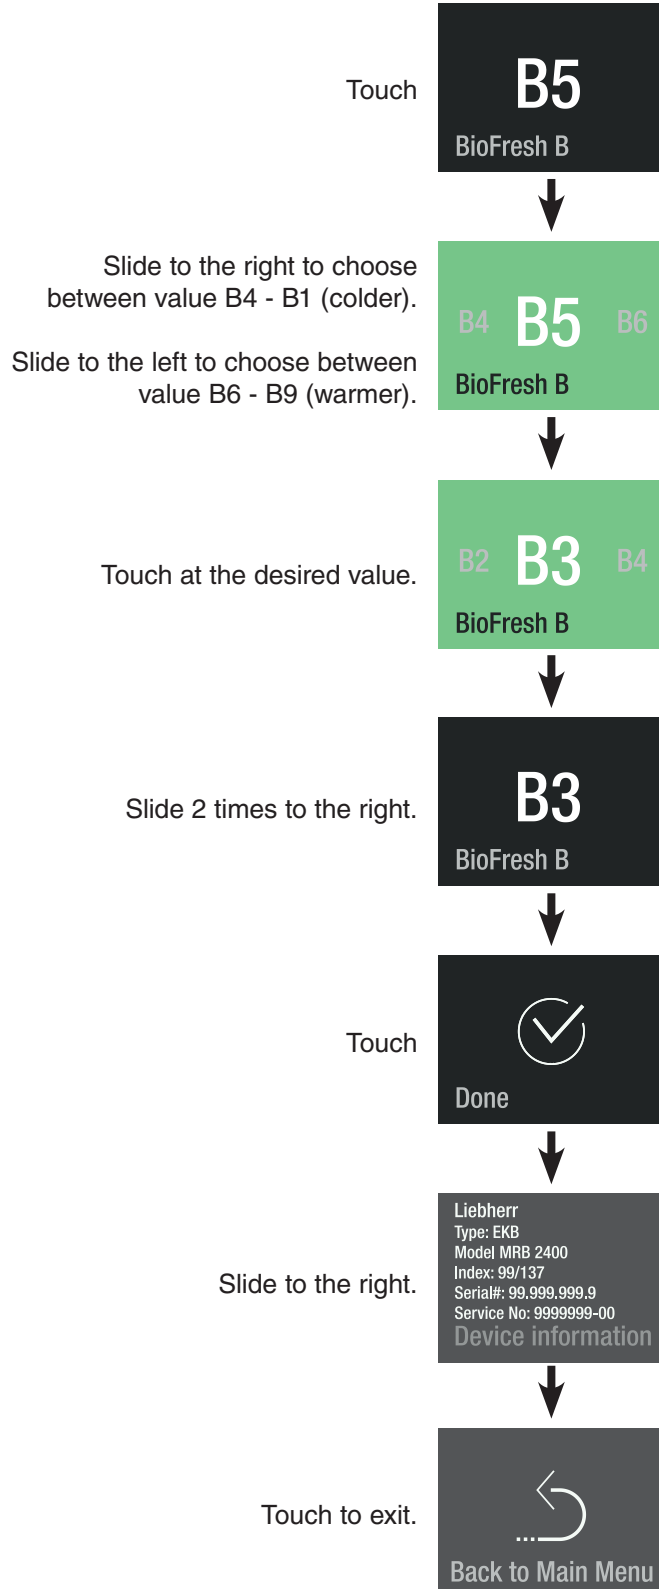 Touch
B5
BioFresh B
Slide to the right to choose
between value B4 - B1 (colder).
Slide to the left to choose between
value B6 - B9 (warmer).
B4 B5 B6
BioFresh B
Touch at the desired value.
B2 B3 B4
BioFresh B
Slide 2 times to the right.
B3
BioFresh B
Touch
Done
Slide to the right.
Liebherr
Type: EKB
Model MRB 2400
Index: 99/137
Serial#: 99.999.999.9
Service No: 9999999-00
Device information
Touch to exit.
Back to Main Menu